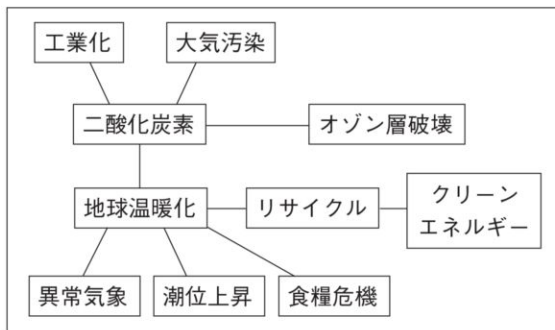 工業化
大気汚染
二酸化炭素
オゾン層破壊
地球温暖化
リサイクル
クリーン
エネルギー
異常気象
潮位上昇
食糧危機